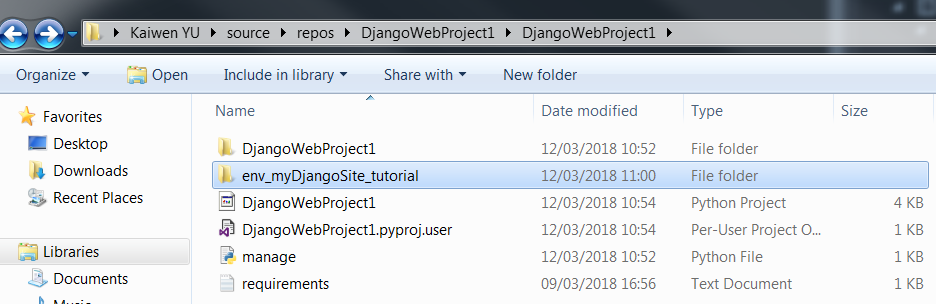 Kaiwen YU source repos DjangoWebProject1 DjangoWebProject1
Organize Open Include in library Share with New folder
Name Date modified Type Size
Favorites
Desktop
Downloads
Recent Places
Libraries
Documents
Music
DjangoWebProject1 12/03/2018 10:52 File folder
env_myDjangoSite_tutorial 12/03/2018 11:00 File folder
DjangoWebProject1 12/03/2018 10:54 Python Project 4 KB
DjangoWebProject1.pyproj.user 12/03/2018 10:54 Per-User Project O... 1 KB
manage 12/03/2018 10:52 Python File 1 KB
requirements 09/03/2018 16:56 Text Document 1 KB